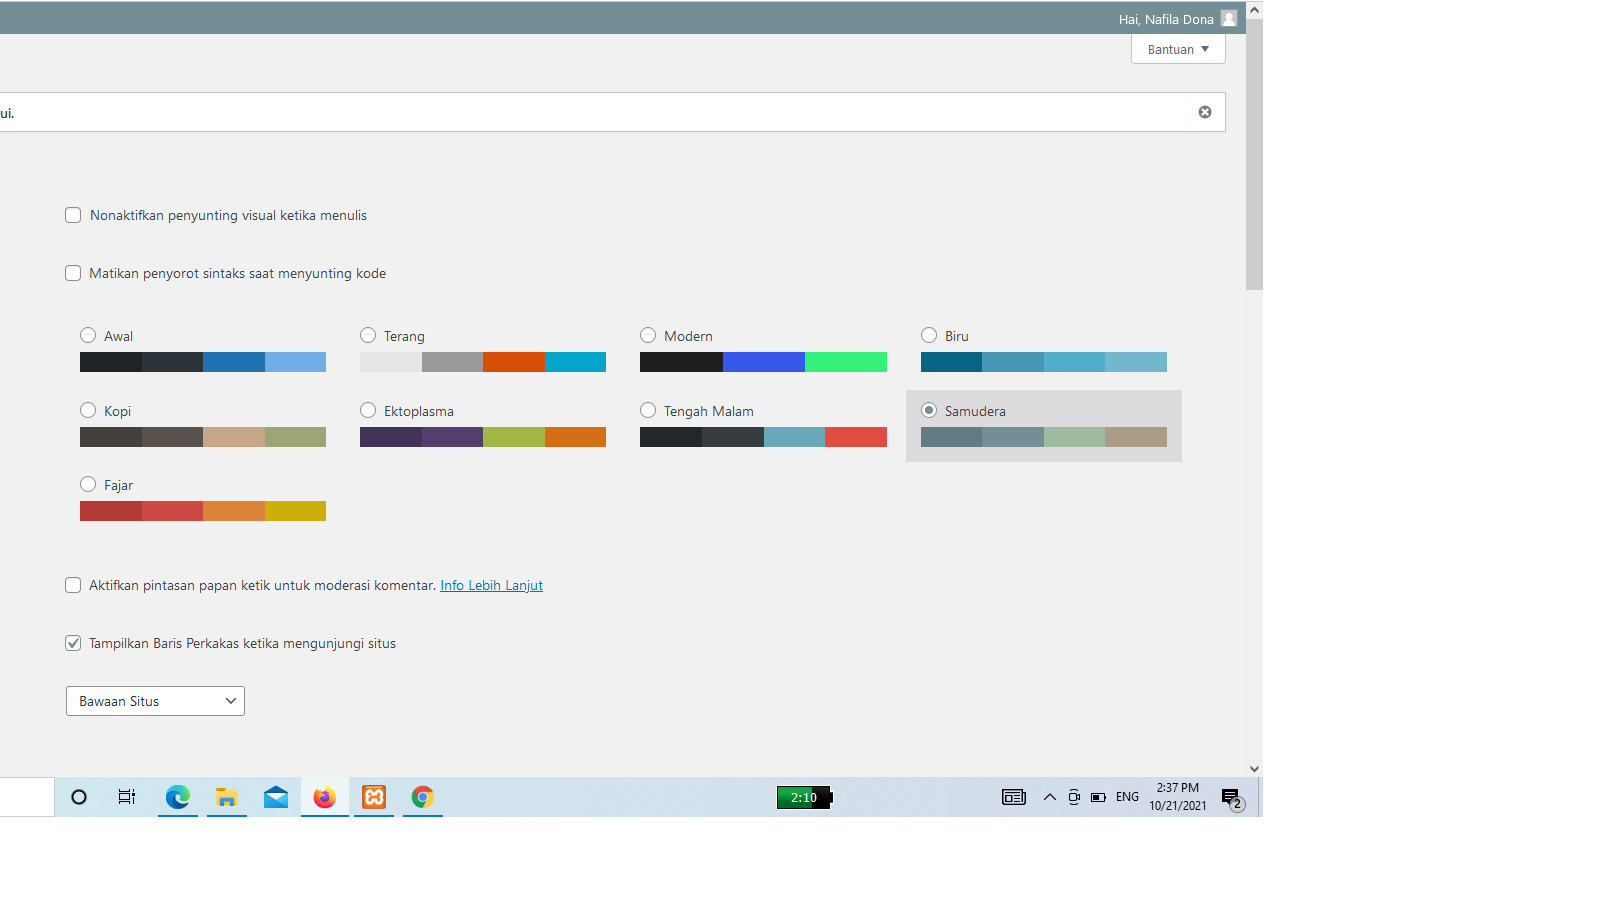 Hai, Nafila Dona
Bantuan
ui.
Nonaktifkan penyunting visual ketika menulis
Matikan penyorot sintaks saat menyunting kode
Awal
Terang
Modern
Biru
Kopi
Ektoplasma
Tengah Malam
Samudera
Fajar
Aktifkan pintasan papan ketik untuk moderasi komentar. Info Lebih Lanjut
Tampilkan Baris Perkakas ketika mengunjungi situs
Bawaan Situs
2:10
ENG
2:37 PM
10/21/2021
2